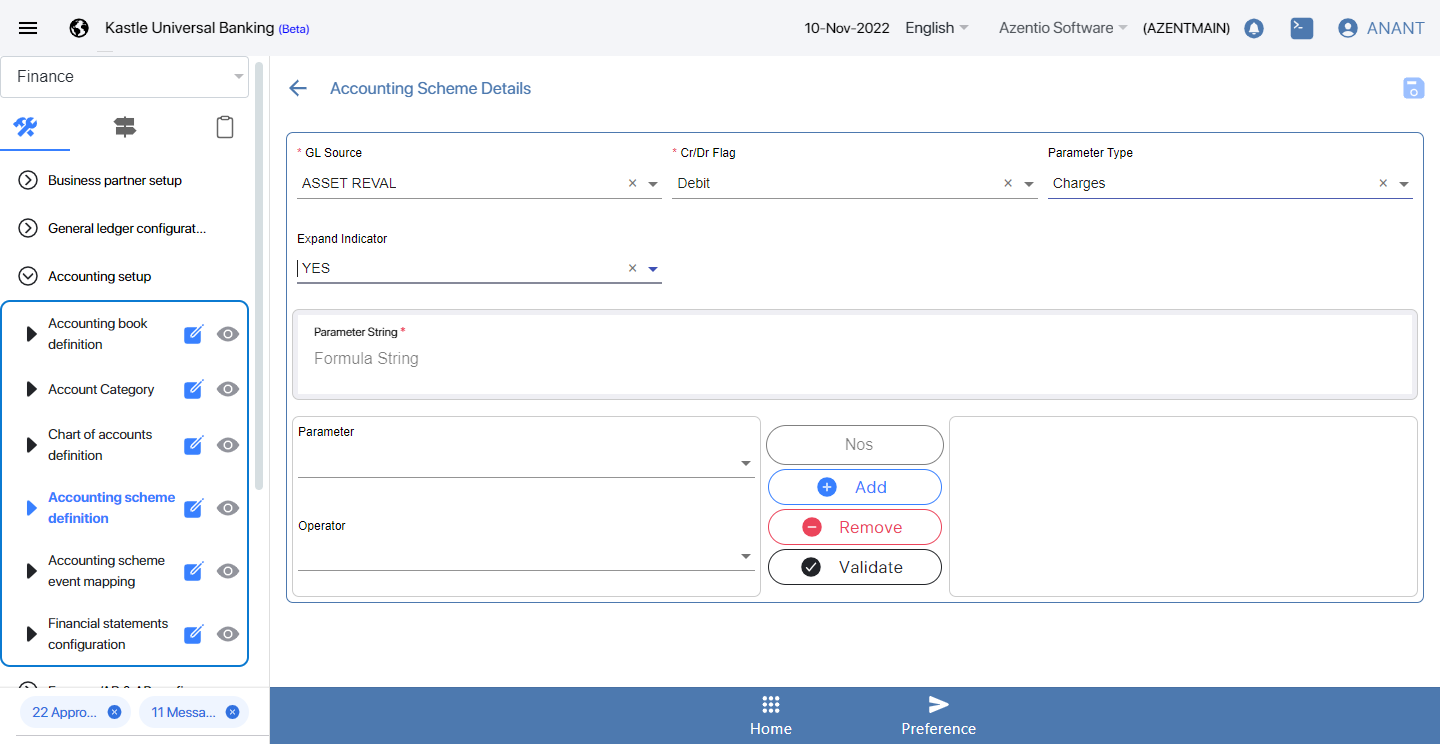 Kastle Universal Banking (Beta)
10-Nov-2022
English
Azentio Software
(AZENTMAIN)
ANANT
Finance
Business partner setup
General ledger configurat...
Accounting setup
Accounting book
definition
Account Category
Chart of accounts
definition
Accounting scheme
definition
Accounting scheme
event mapping
Financial statements
configuration
22 Appro...
11 Messa...
Accounting Scheme Details
* GL Source
ASSET REVAL
* Cr/Dr Flag
Debit
Parameter Type
Charges
Expand Indicator
YES
Parameter String *
Formula String
Parameter
Operator
Nos
Add
Remove
Validate
Home
Preference